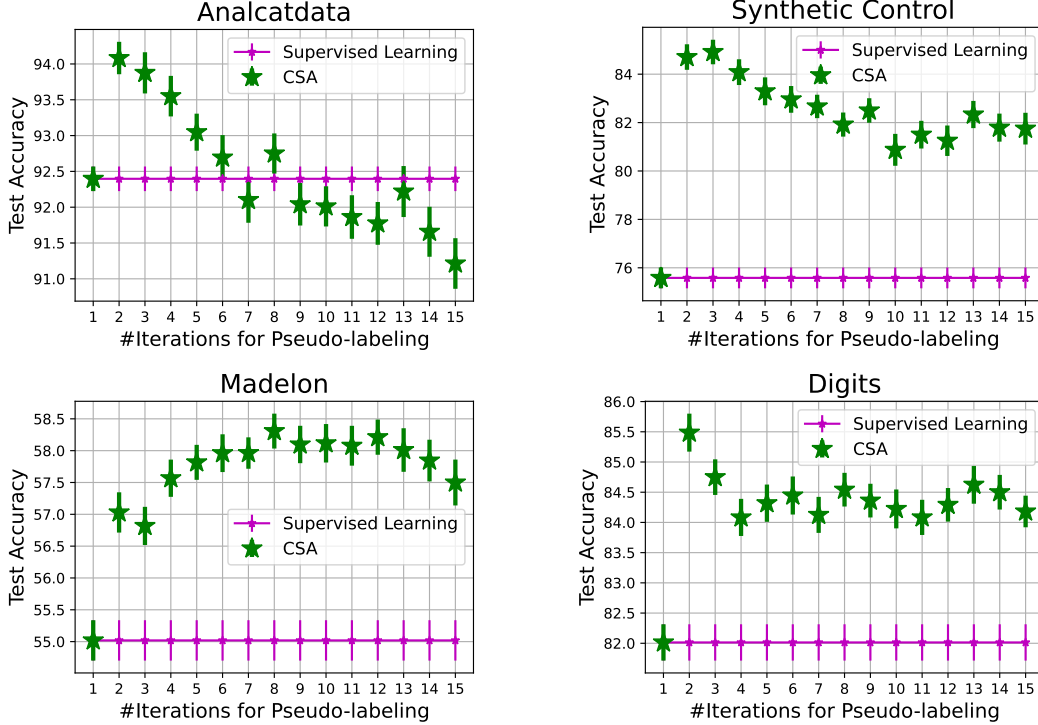 Analcatdata
Test Accuracy
94.0
93.5
93.0
92.5
92.0
91.5
91.0
Supervised Learning
CSA
1 2 3 4 5 6 7 8 9 10 11 12 13 14 15
#Iterations for Pseudo-labeling
Synthetic Control
Test Accuracy
84
82
80
78
76
Supervised Learning
CSA
1 2 3 4 5 6 7 8 9 10 11 12 13 14 15
#Iterations for Pseudo-labeling
Madelon
Test Accuracy
58.5
58.0
57.5
57.0
56.5
56.0
55.5
55.0
Supervised Learning
CSA
1 2 3 4 5 6 7 8 9 10 11 12 13 14 15
#Iterations for Pseudo-labeling
Digits
Test Accuracy
86.0
85.5
85.0
84.5
84.0
83.5
83.0
82.5
82.0
Supervised Learning
CSA
1 2 3 4 5 6 7 8 9 10 11 12 13 14 15
#Iterations for Pseudo-labeling